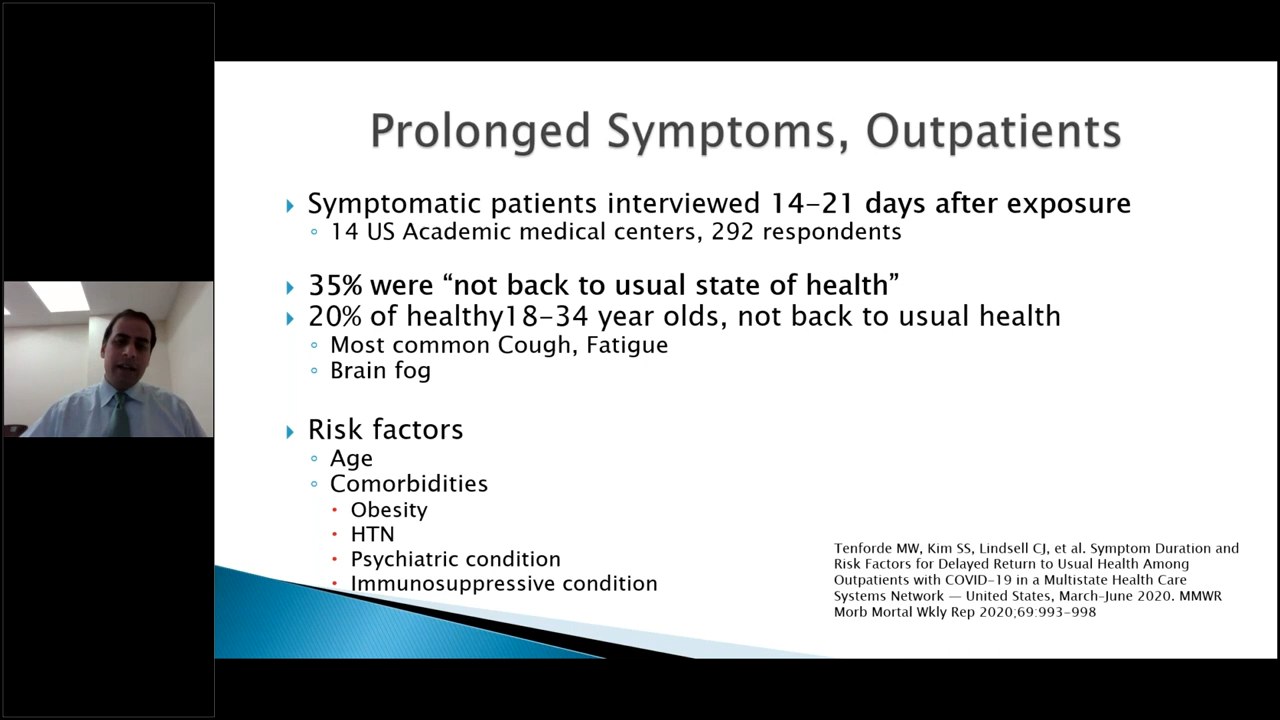 Prolonged Symptoms, Outpatients
Symptomatic patients interviewed 14-21 days after exposure
14 US Academic medical centers, 292 respondents
35% were “not back to usual state of health”
20% of healthy18-34 year olds, not back to usual health
Most common Cough, Fatigue
Brain fog
Risk factors
Age
Comorbidities
Obesity
HTN
Psychiatric condition
Immunosuppressive condition
Tenforde MW, Kim SS, Lindsell CJ, et al. Symptom Duration and
Risk Factors for Delayed Return to Usual Health Among
Outpatients with COVID-19 in a Multistate Health Care
Systems Network — United States, March-June 2020. MMWR
Morb Mortal Wkly Rep 2020;69:993-998